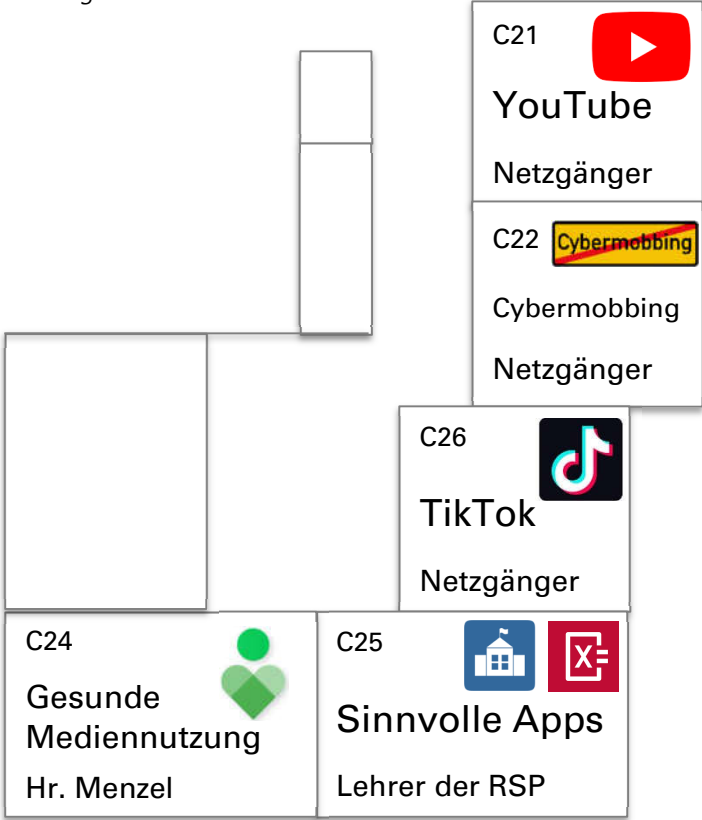 C21
YouTube
Netzgänger
C22
Cybermobbing
Cybermobbing
Netzgänger
C26
TikTok
Netzgänger
C24
Gesunde
Mediennutzung
Hr. Menzel
C25
X
Sinnvolle Apps
Lehrer der RSP